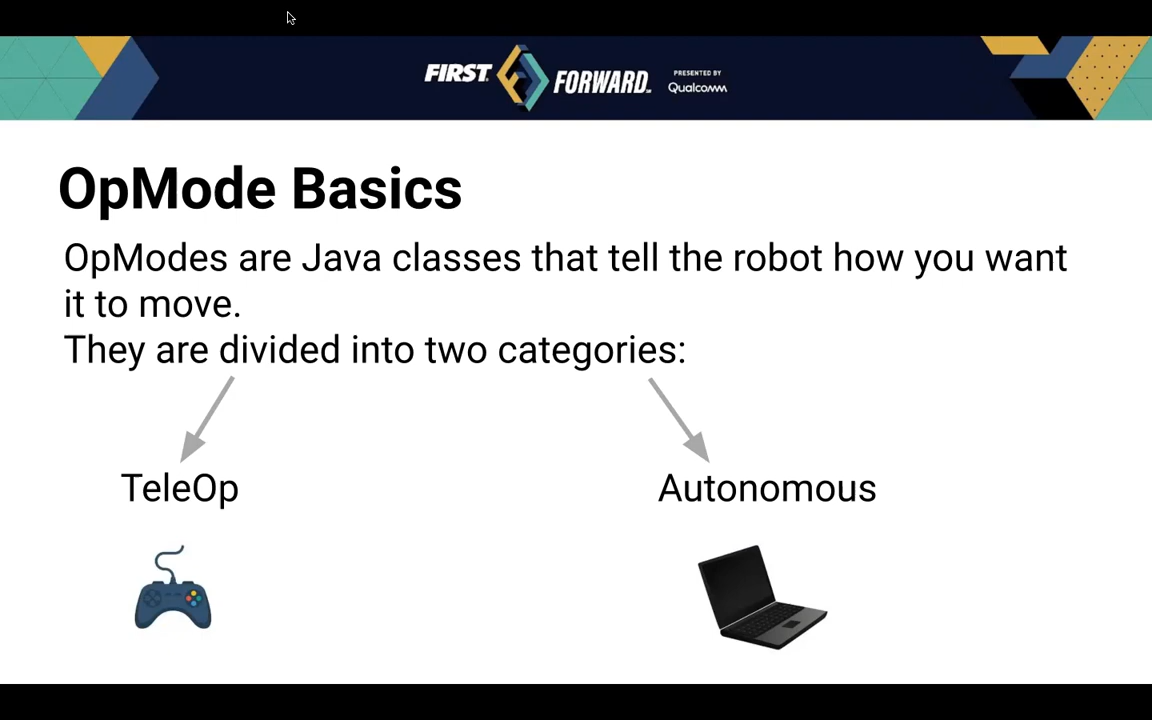 FIRST FORWARD PRESENTED BY Qualcomm
OpMode Basics
OpModes are Java classes that tell the robot how you want
it to move.
They are divided into two categories:
TeleOp
Autonomous